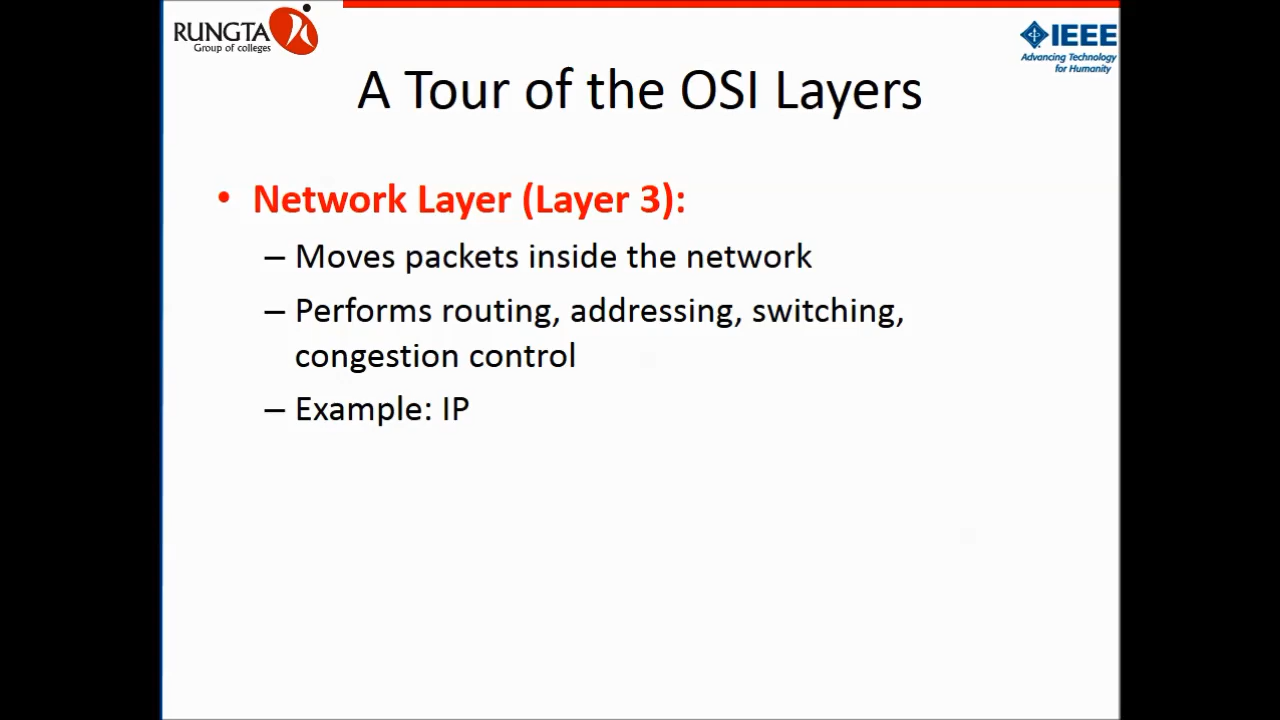 RUNGTA
Group of colleges
IEEE
Advancing Technology
for Humanity
A Tour of the OSI Layers
• Network Layer (Layer 3):
– Moves packets inside the network
– Performs routing, addressing, switching,
congestion control
– Example: IP